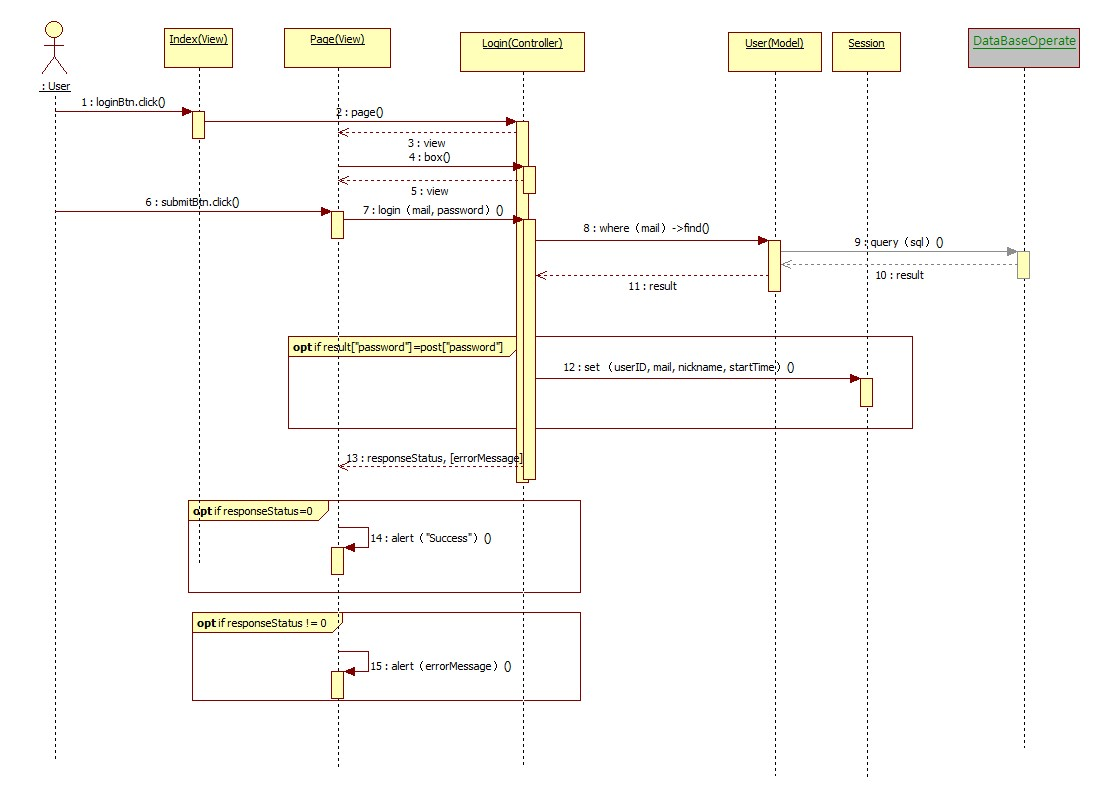 Index(View)
Page(View)
Login(Controller)
User(Model)
Session
DataBaseOperate
: User
1 : loginBtn.click()
2 : page()
3 : view
4 : box()
5 : view
6 : submitBtn.click()
7 : login（mail, password）()
8 : where（mail）->find()
9 : query（sql）()
10 : result
11 : result
opt if result["password"]=post["password"]
12 : set （userID, mail, nickname, startTime）()
13 : responseStatus, [errorMessage]
opt if responseStatus=0
14 : alert（"Success"）()
opt if responseStatus != 0
15 : alert（errorMessage）()